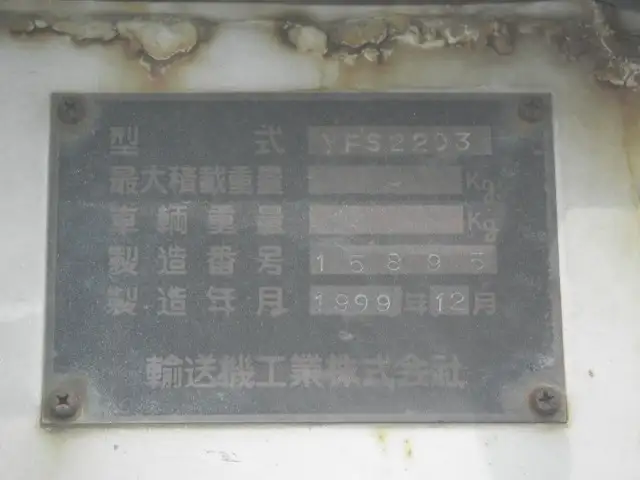 型式 YFS2203
最大積載重量 Kg
車輌重量 Kg
製造番号 15893
製造年月 1999年12月
輸送機工業株式会社